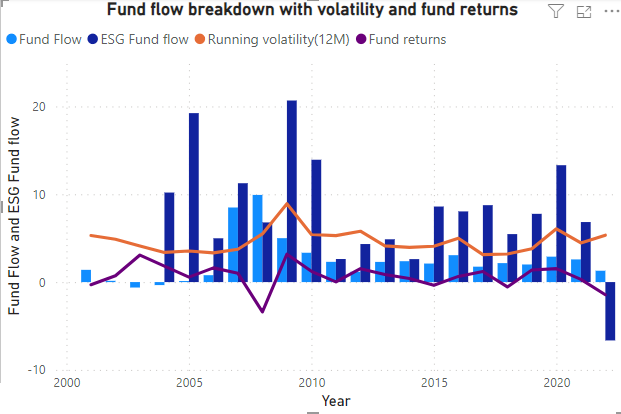 Fund flow breakdown with volatility and fund returns
Fund Flow ESG Fund flow Running volatility(12M) Fund returns
Fund Flow and ESG Fund flow
20
10
0
-10
2000 2005 2010 2015 2020
Year